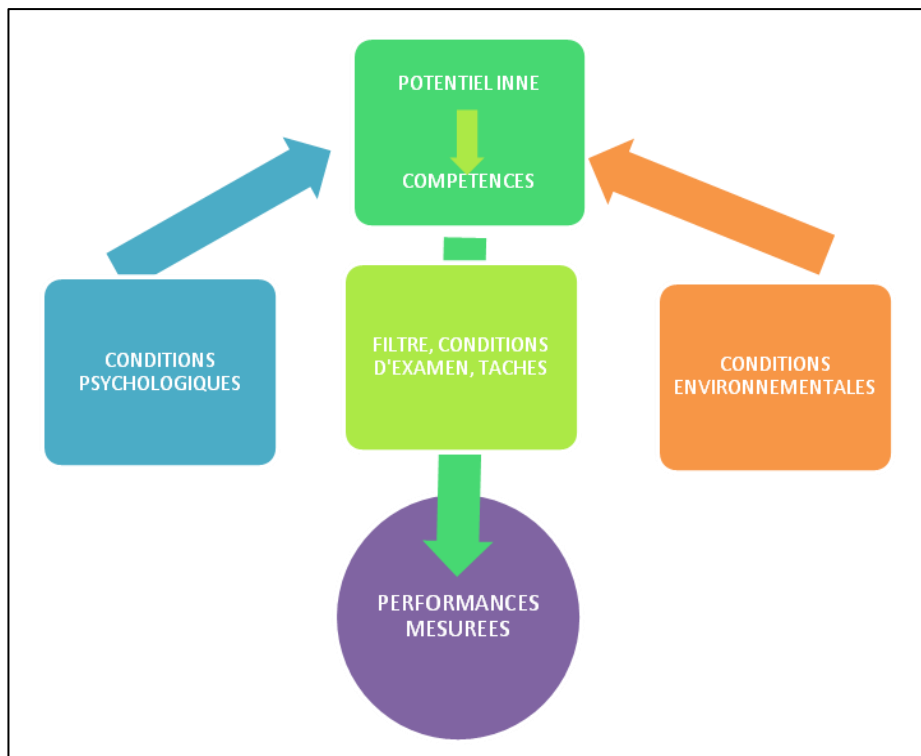 POTENTIEL INNE
COMPETENCES
CONDITIONS
PSYCHOLOGIQUES
FILTRE, CONDITIONS
D'EXAMEN, TACHES
CONDITIONS
ENVIRONNEMENTALES
PERFORMANCES
MESUREES